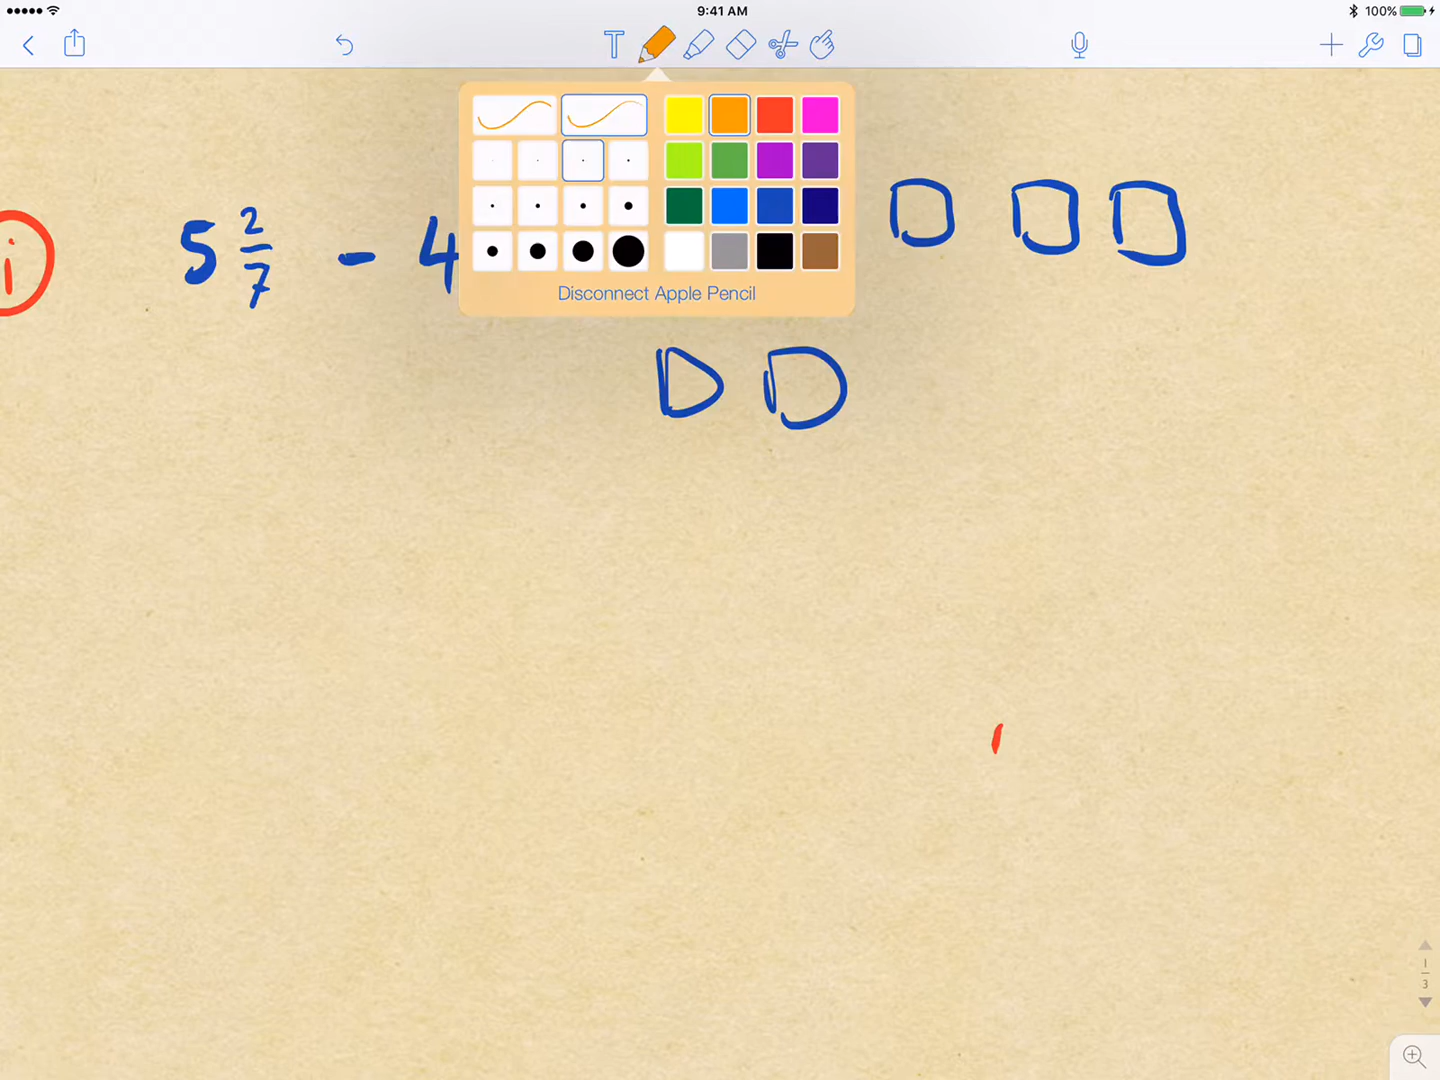 9:41 AM
100%
T
i 5 2/7 - 4
Disconnect Apple Pencil
1
3